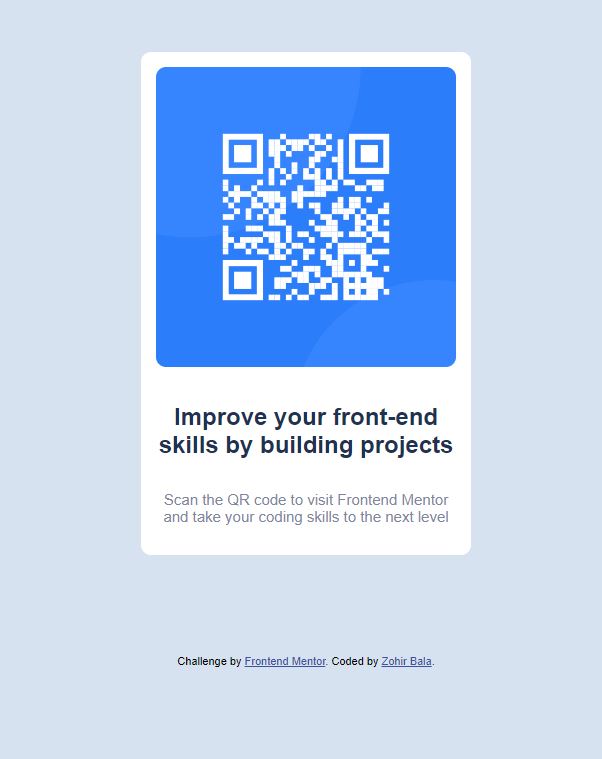 Improve your front-end
skills by building projects
Scan the QR code to visit Frontend Mentor
and take your coding skills to the next level
Challenge by Frontend Mentor. Coded by Zohir Bala.